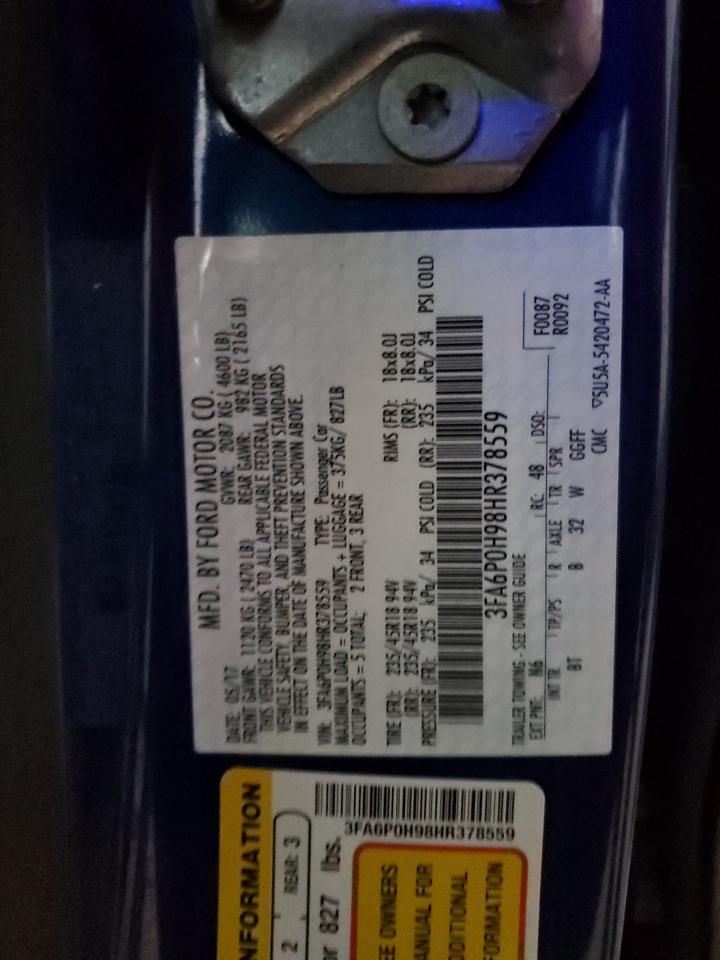 MFD. BY FORD MOTOR CO.
DATE: 05/17 GVWR: 2087 KG ( 4600 LB)
FRONT GAWR: 1120 KG ( 2470 LB) REAR GAWR: 982 KG ( 2165 LB)
THIS VEHICLE CONFORMS TO ALL APPLICABLE FEDERAL MOTOR
VEHICLE SAFETY, BUMPER, AND THEFT PREVENTION STANDARDS
IN EFFECT ON THE DATE OF MANUFACTURE SHOWN ABOVE.
VIN: 3FA6P0H98HR378559 TYPE: Passenger Car
MAXIMUM LOAD = OCCUPANTS + LUGGAGE = 375KG/ 827LB
OCCUPANTS = 5 TOTAL: 2 FRONT, 3 REAR
TIRE (FR): 235/45R18 94V RIMS (FR): 18x8.0J
(RR): 235/45R18 94V (RR): 18x8.0J
PRESSURE (FR): 235 kPa/ 34 PSI COLD (RR): 235 kPa/ 34 PSI COLD
3FA6P0H98HR378559
TRAILER TOWING - SEE OWNER GUIDE
EXT PNT: N6 RC: 48 DSO: F0087
INT TR TP/PS R AXLE TR SPR R0092
BT B 32 W GGFF
CMC 5U5A-5420472-AA
NFORMATION
2 REAR: 3
or 827 lbs.
3FA6P0H98HR378559
EE OWNERS
ANUAL FOR
DDITIONAL
FORMATION